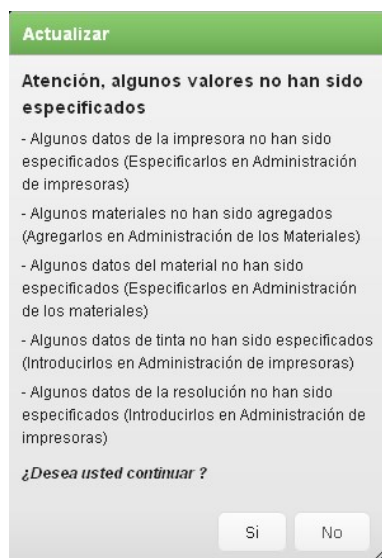 Actualizar
Atención, algunos valores no han sido
especificados
- Algunos datos de la impresora no han sido
especificados (Especificarlos en Administración
de impresoras)
- Algunos materiales no han sido agregados
(Agregarlos en Administración de los Materiales)
- Algunos datos del material no han sido
especificados (Especificarlos en Administración
de los materiales)
- Algunos datos de tinta no han sido especificados
(Introducirlos en Administración de impresoras)
- Algunos datos de la resolución no han sido
especificados (Introducirlos en Administración de
impresoras)
¿Desea usted continuar ?
Si No